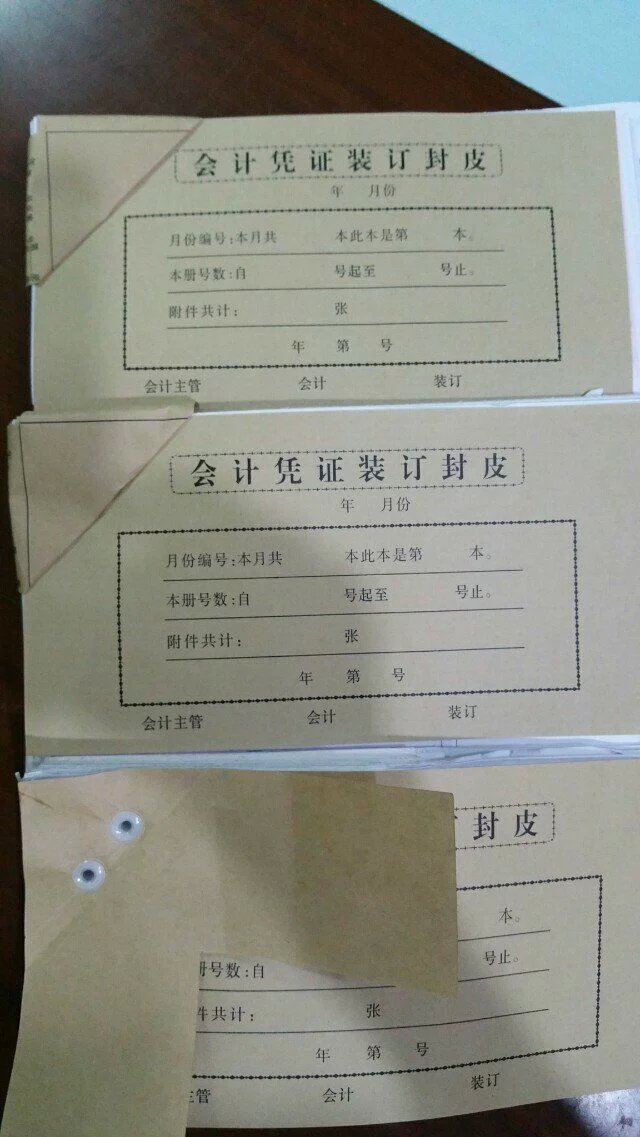 会计凭证装订封皮
年 月份
月份编号:本月共 本此本是第 本。
本册号数:自 号起至 号止。
附件共计: 张
年 第 号
会计主管 会计 装订
会计凭证装订封皮
年 月份
月份编号:本月共 本此本是第 本。
本册号数:自 号起至 号止。
附件共计: 张
年 第 号
会计主管 会计 装订
封皮
本。
号数:自 号止。
件共计: 张
年 第 号
主管 会计 装订